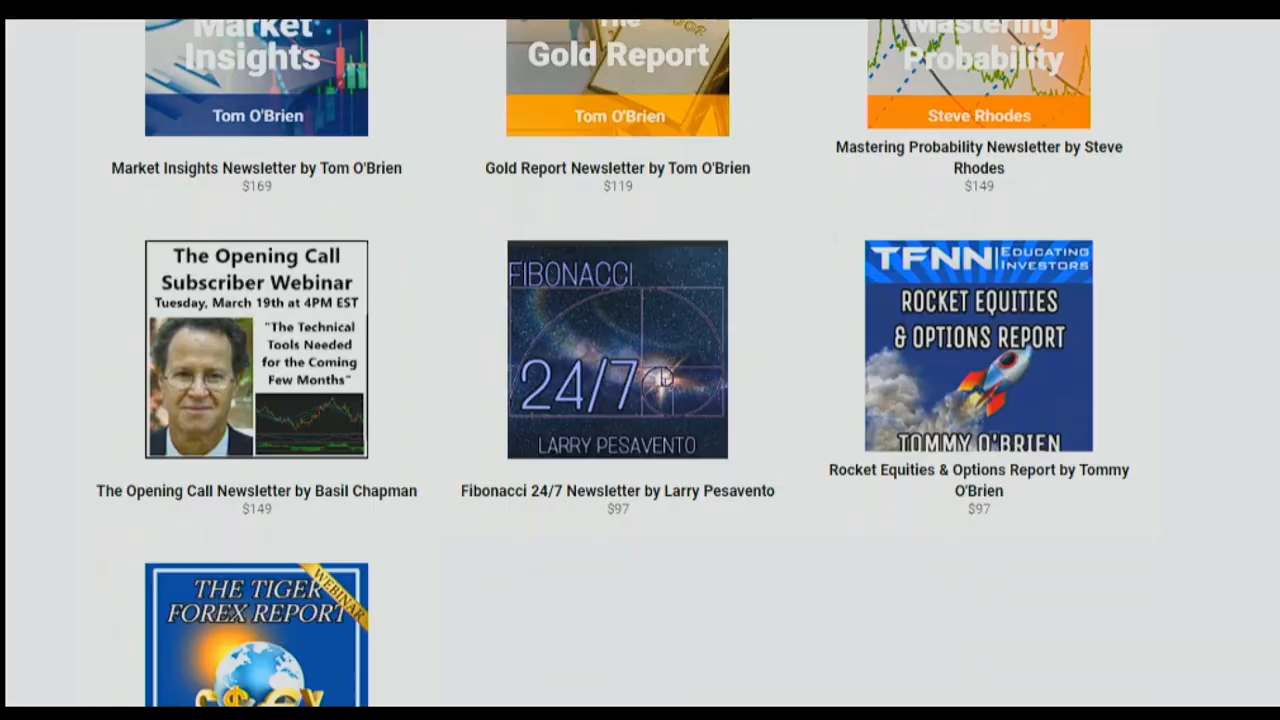 Market
Insights
Tom O'Brien
Market Insights Newsletter by Tom O'Brien
$169
The
Gold Report
Tom O'Brien
Gold Report Newsletter by Tom O'Brien
$119
Mastering
Probability
Steve Rhodes
Mastering Probability Newsletter by Steve
Rhodes
$149
The Opening Call
Subscriber Webinar
Tuesday, March 19th at 4PM EST
"The Technical
Tools Needed
for the Coming
Few Months"
The Opening Call Newsletter by Basil Chapman
$149
FIBONACCI
24/7
LARRY PESAVENTO
Fibonacci 24/7 Newsletter by Larry Pesavento
$97
TFNN EDUCATING
INVESTORS
ROCKET EQUITIES
& OPTIONS REPORT
TOMMY O'BRIEN
Rocket Equities & Options Report by Tommy
O'Brien
$97
THE TIGER
FOREX REPORT
WEBINAR